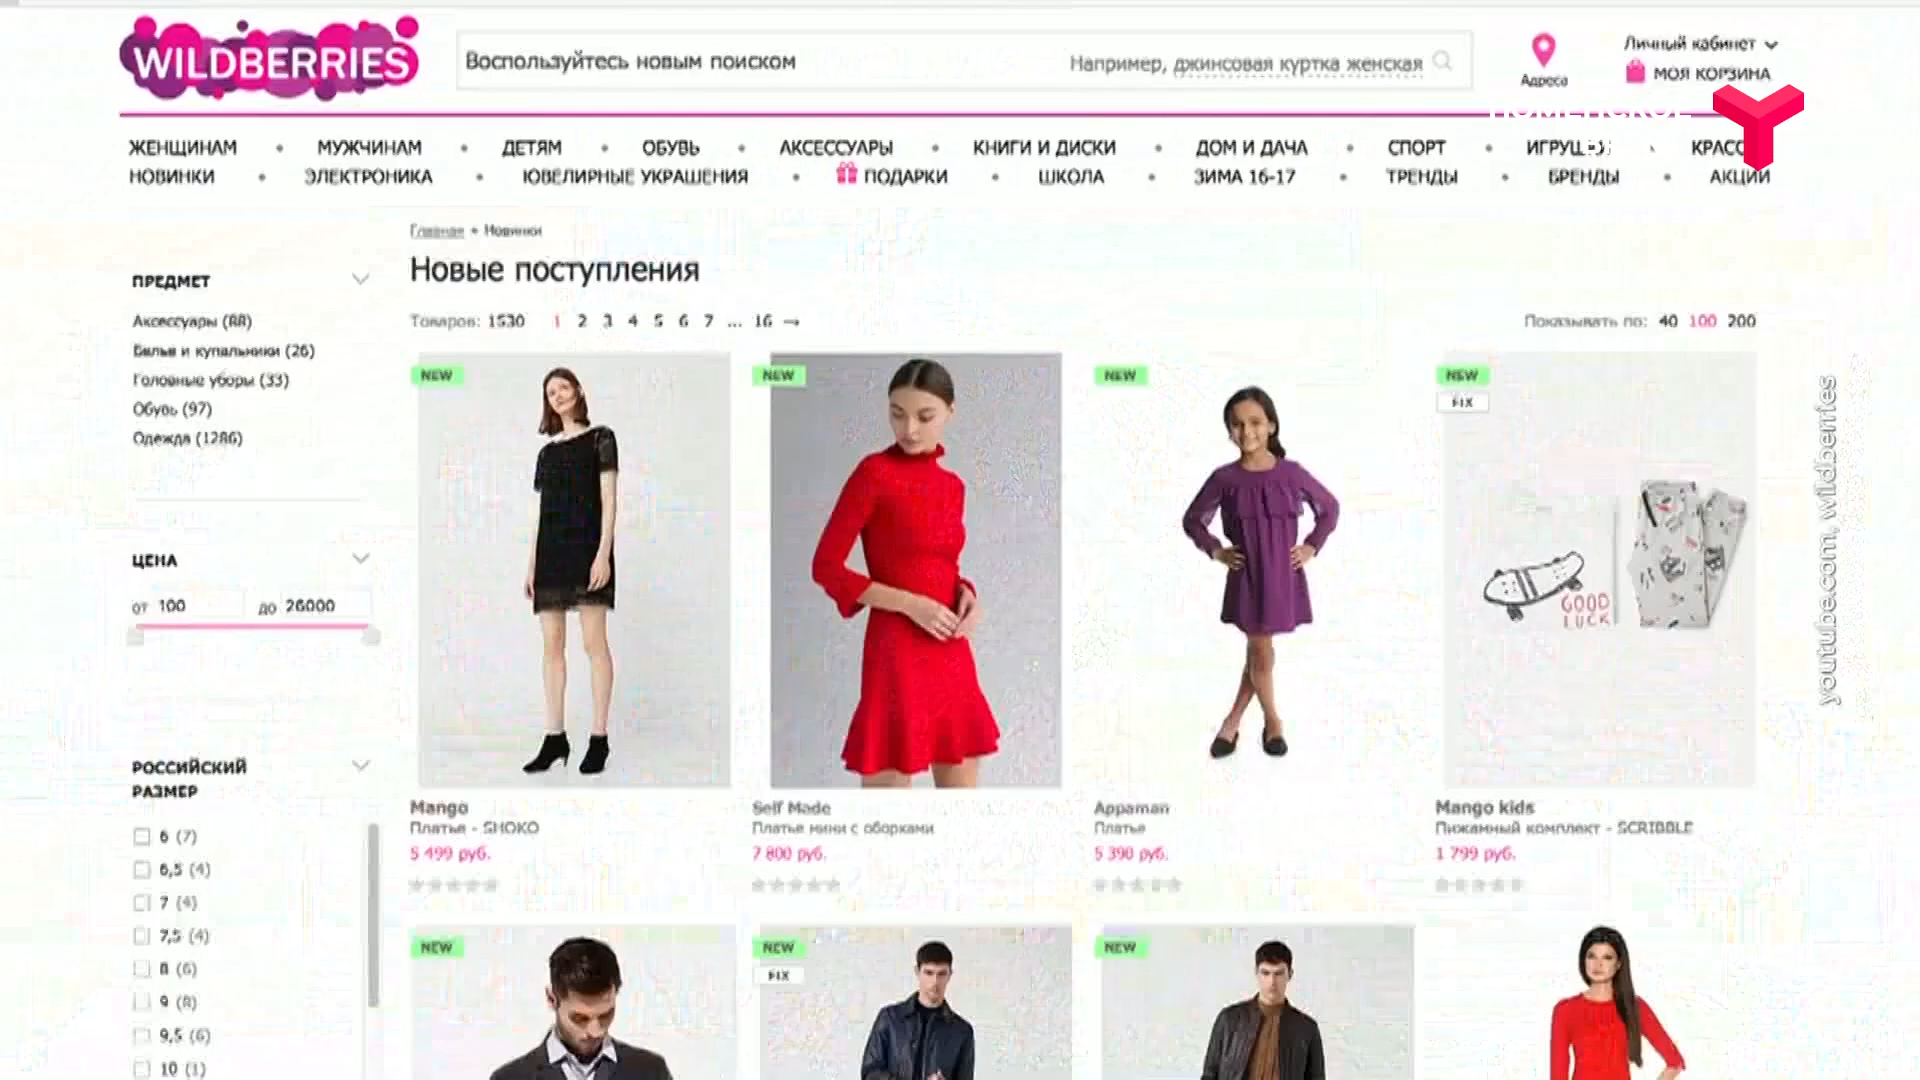 WILDBERRIES
Воспользуйтесь новым поиском
Например, джинсовая куртка женская
Адреса
Личный кабинет
МОЯ КОРЗИНА
ЖЕНЩИНАМ • МУЖЧИНАМ • ДЕТЯМ • ОБУВЬ • АКСЕССУАРЫ • КНИГИ И ДИСКИ • ДОМ И ДАЧА • СПОРТ • ИГРУШКИ
НОВИНКИ • ЭЛЕКТРОНИКА • ЮВЕЛИРНЫЕ УКРАШЕНИЯ • ПОДАРКИ • ШКОЛА • ЗИМА 16-17 • ТРЕНДЫ • БРЕНДЫ • АКЦИИ
Главная • Новинки
Новые поступления
Товаров: 1530 1 2 3 4 5 6 7 ... 16 →
Показывать по: 40 100 200
ПРЕДМЕТ
Аксессуары (88)
Белье и купальники (26)
Головные уборы (33)
Обувь (97)
Одежда (1286)
ЦЕНА
от 100 до 26000
РОССИЙСКИЙ
РАЗМЕР
6 (7)
6,5 (4)
7 (4)
7,5 (4)
8 (6)
9 (8)
9,5 (6)
10 (1)
NEW
Mango
Платье - SHOKO
5 499 руб.
NEW
Self Made
Платье мини с оборками
7 800 руб.
NEW
Appaman
Платье
5 390 руб.
NEW
FIX
GOOD
LUCK
Mango kids
Пижамный комплект - SCRIBBLE
1 799 руб.
NEW
NEW
FIX
NEW
youtube.com, wildberries